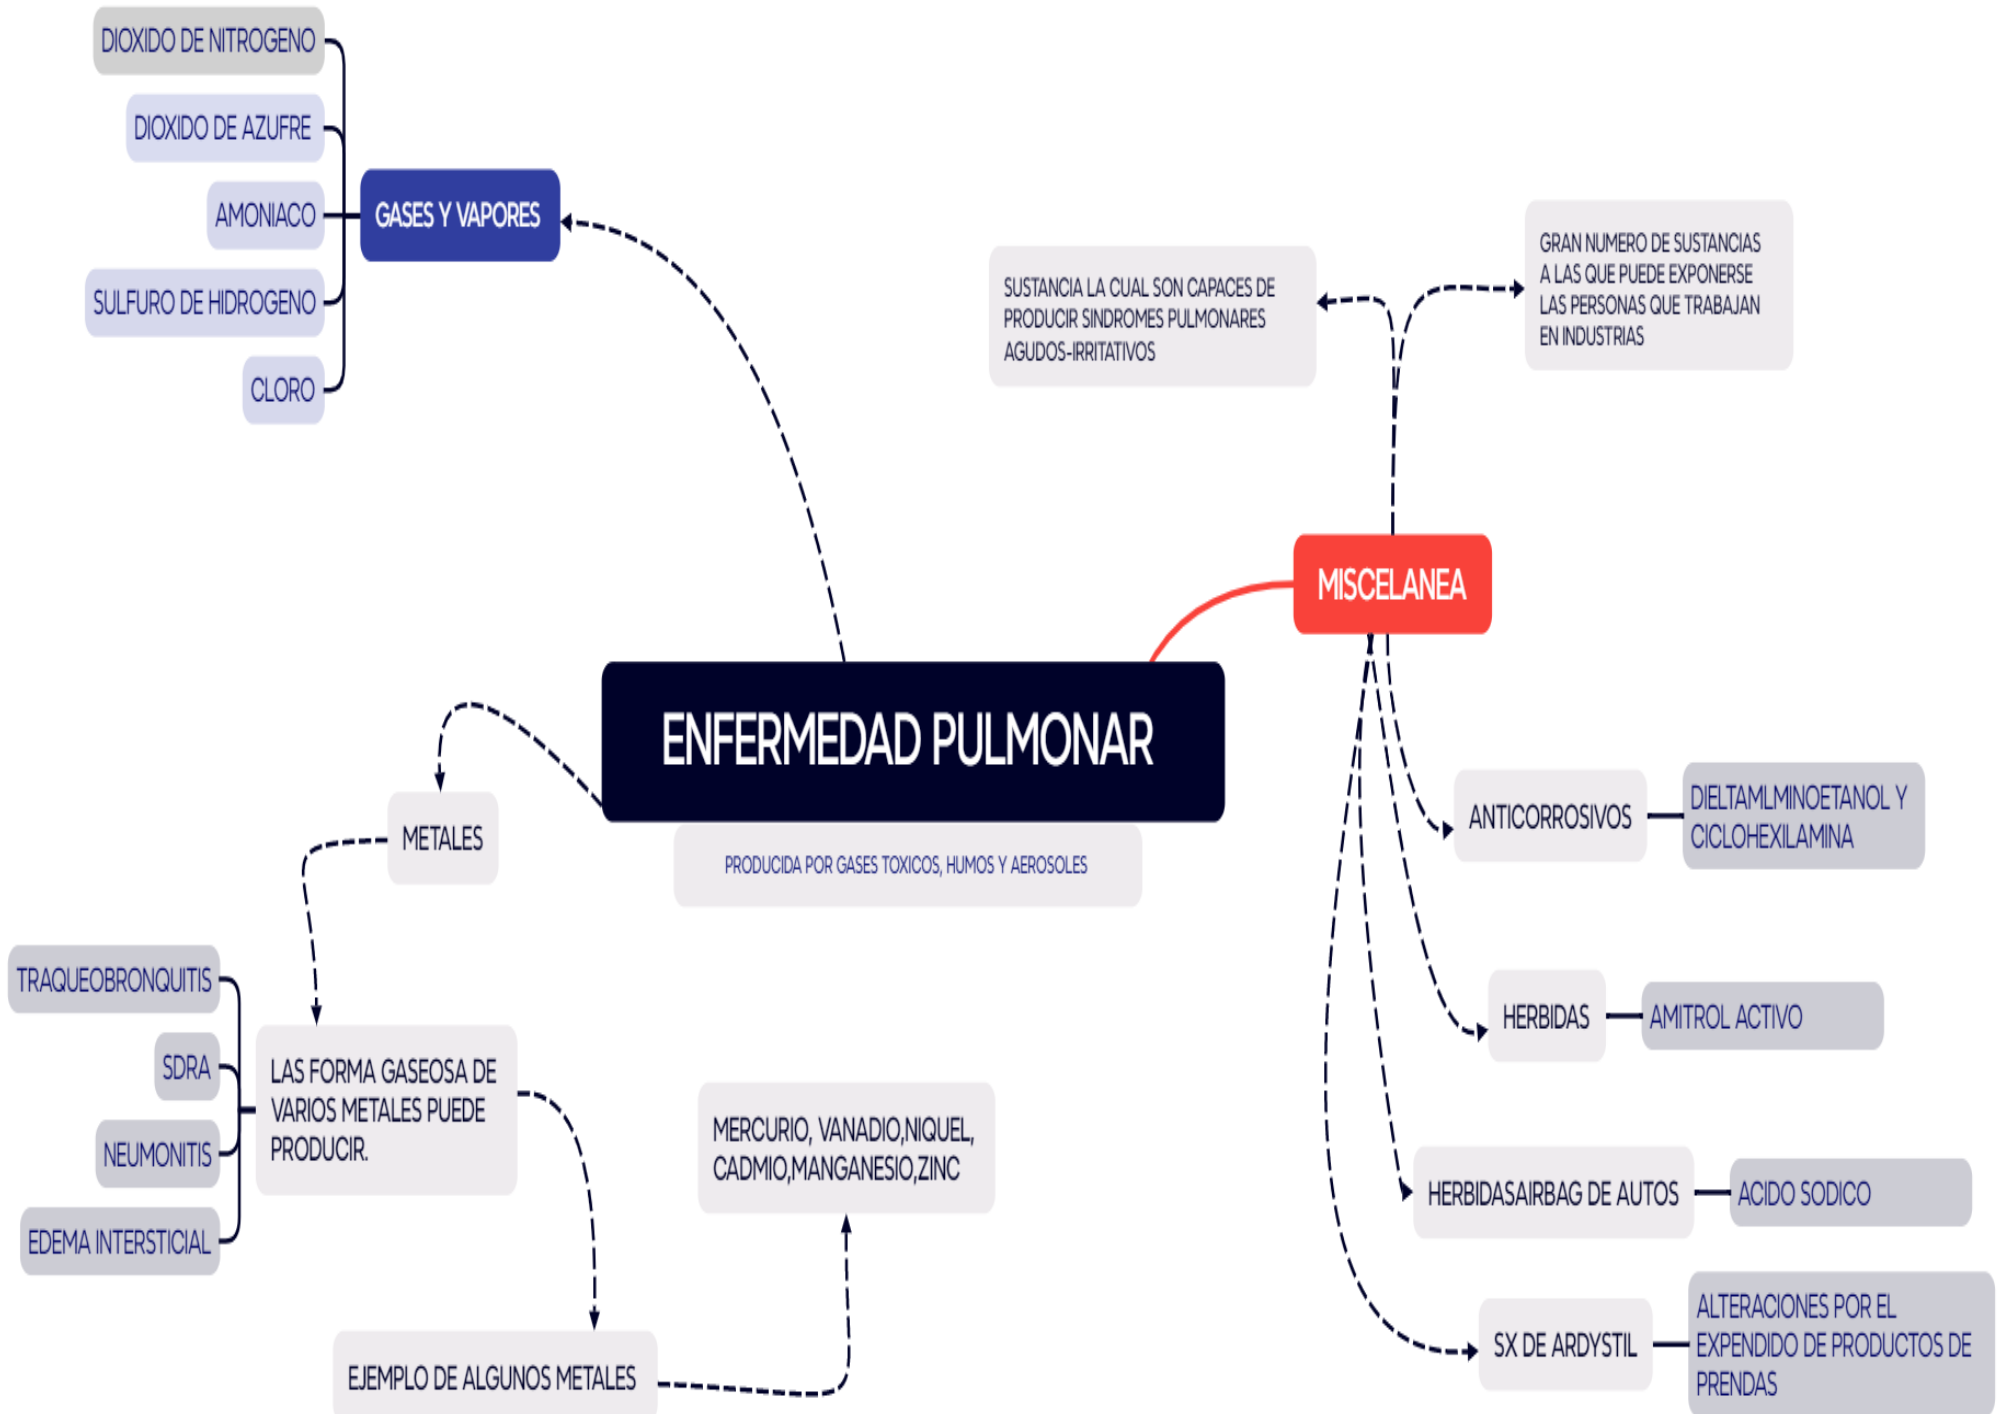 DIOXIDO DE NITROGENO
DIOXIDO DE AZUFRE
AMONIACO
SULFURO DE HIDROGENO
CLORO
GASES Y VAPORES
SUSTANCIA LA CUAL SON CAPACES DE
PRODUCIR SINDROMES PULMONARES
AGUDOS-IRRITATIVOS
GRAN NUMERO DE SUSTANCIAS
A LAS QUE PUEDE EXPONERSE
LAS PERSONAS QUE TRABAJAN
EN INDUSTRIAS
MISCELANEA
ENFERMEDAD PULMONAR
PRODUCIDA POR GASES TOXICOS, HUMOS Y AEROSOLES
METALES
TRAQUEOBRONQUITIS
SDRA
NEUMONITIS
EDEMA INTERSTICIAL
LAS FORMA GASEOSA DE
VARIOS METALES PUEDE
PRODUCIR.
MERCURIO, VANADIO,NIQUEL,
CADMIO,MANGANESIO,ZINC
EJEMPLO DE ALGUNOS METALES
ANTICORROSIVOS
DIELTAMLMINOETANOL Y
CICLOHEXILAMINA
HERBIDAS
AMITROL ACTIVO
HERBIDASAIRBAG DE AUTOS
ACIDO SODICO
SX DE ARDYSTIL
ALTERACIONES POR EL
EXPENDIDO DE PRODUCTOS DE
PRENDAS